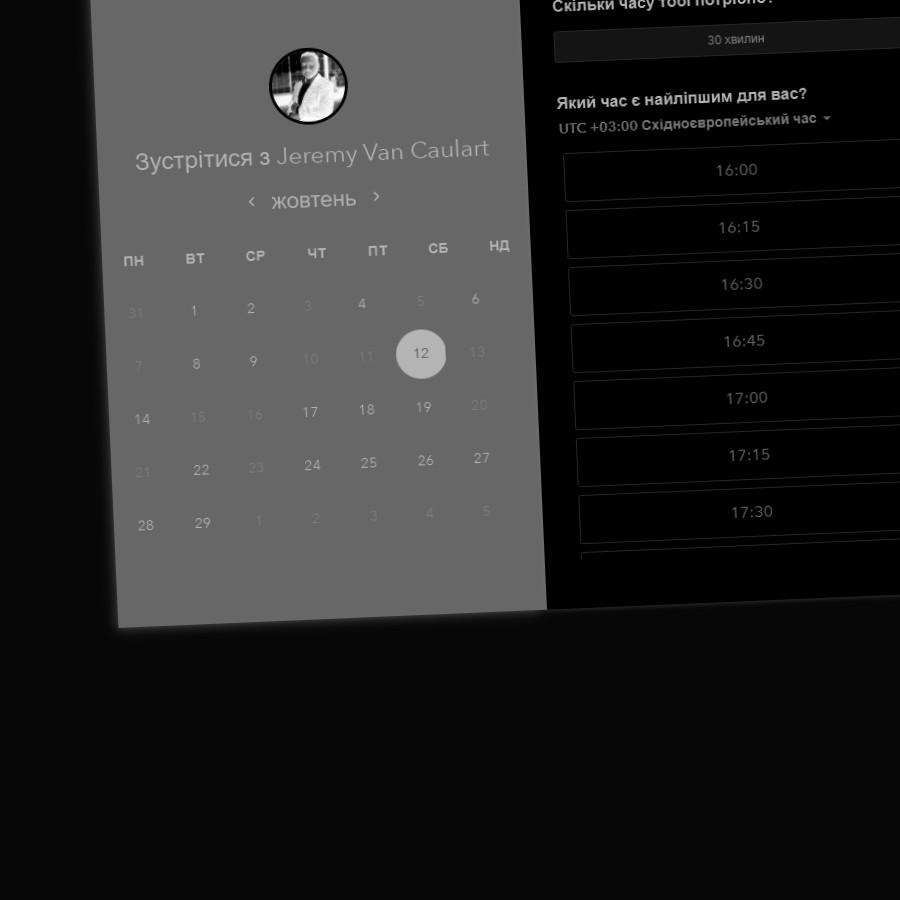 Зустрітися з Jeremy Van Caulart
‹ жовтень ›
ПН ВТ СР ЧТ ПТ СБ НД
31 1 2 3 4 5 6
7 8 9 10 11 12 13
14 15 16 17 18 19 20
21 22 23 24 25 26 27
28 29 1 2 3 4 5
Скільки часу тобі потрібно?
30 хвилин
Який час є найліпшим для вас?
UTC +03:00 Східноєвропейський час
16:00
16:15
16:30
16:45
17:00
17:15
17:30